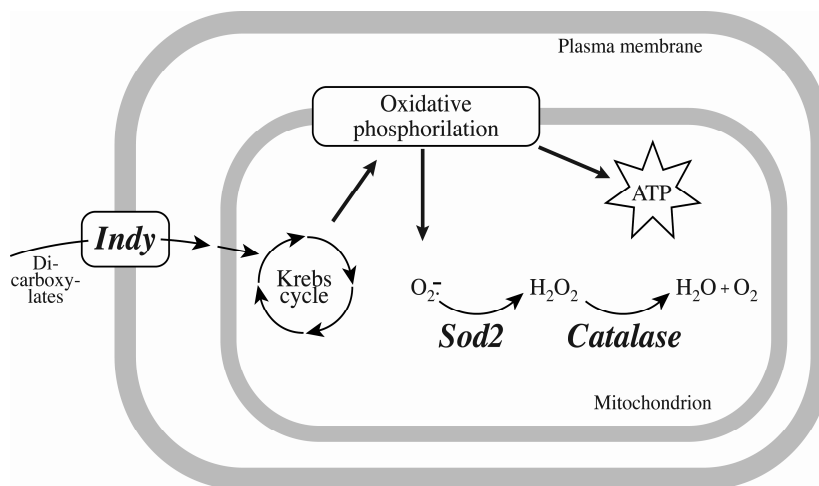 Plasma membrane
Oxidative
phosphorilation
ATP
Indy
Di-
carboxy-
lates
Krebs
cycle
O₂⁻· H₂O₂ H₂O + O₂
Sod2 Catalase
Mitochondrion